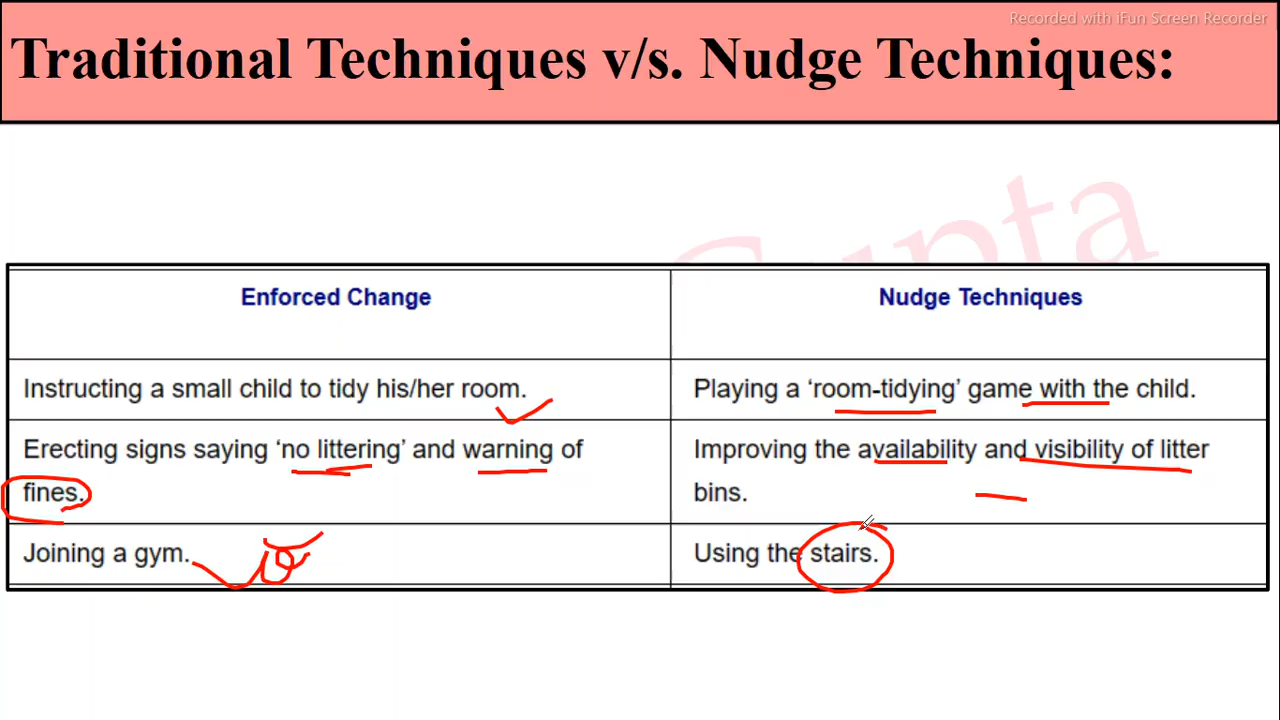 Recorded with iFun Screen Recorder
Traditional Techniques v/s. Nudge Techniques:
Gupta
Enforced Change
Nudge Techniques
Instructing a small child to tidy his/her room.
Playing a ‘room-tidying’ game with the child.
Erecting signs saying ‘no littering’ and warning of
fines.
Improving the availability and visibility of litter
bins.
Joining a gym.
Using the stairs.